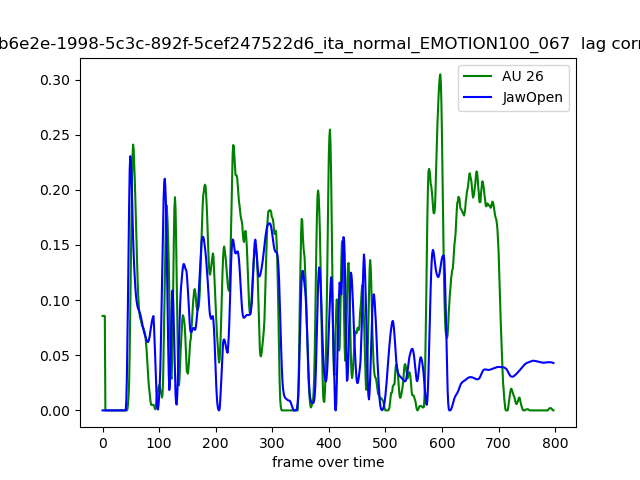 b6e2e-1998-5c3c-892f-5cef247522d6_ita_normal_EMOTION100_067 lag corr
AU 26
JawOpen
0.30
0.25
0.20
0.15
0.10
0.05
0.00
0 100 200 300 400 500 600 700 800
frame over time